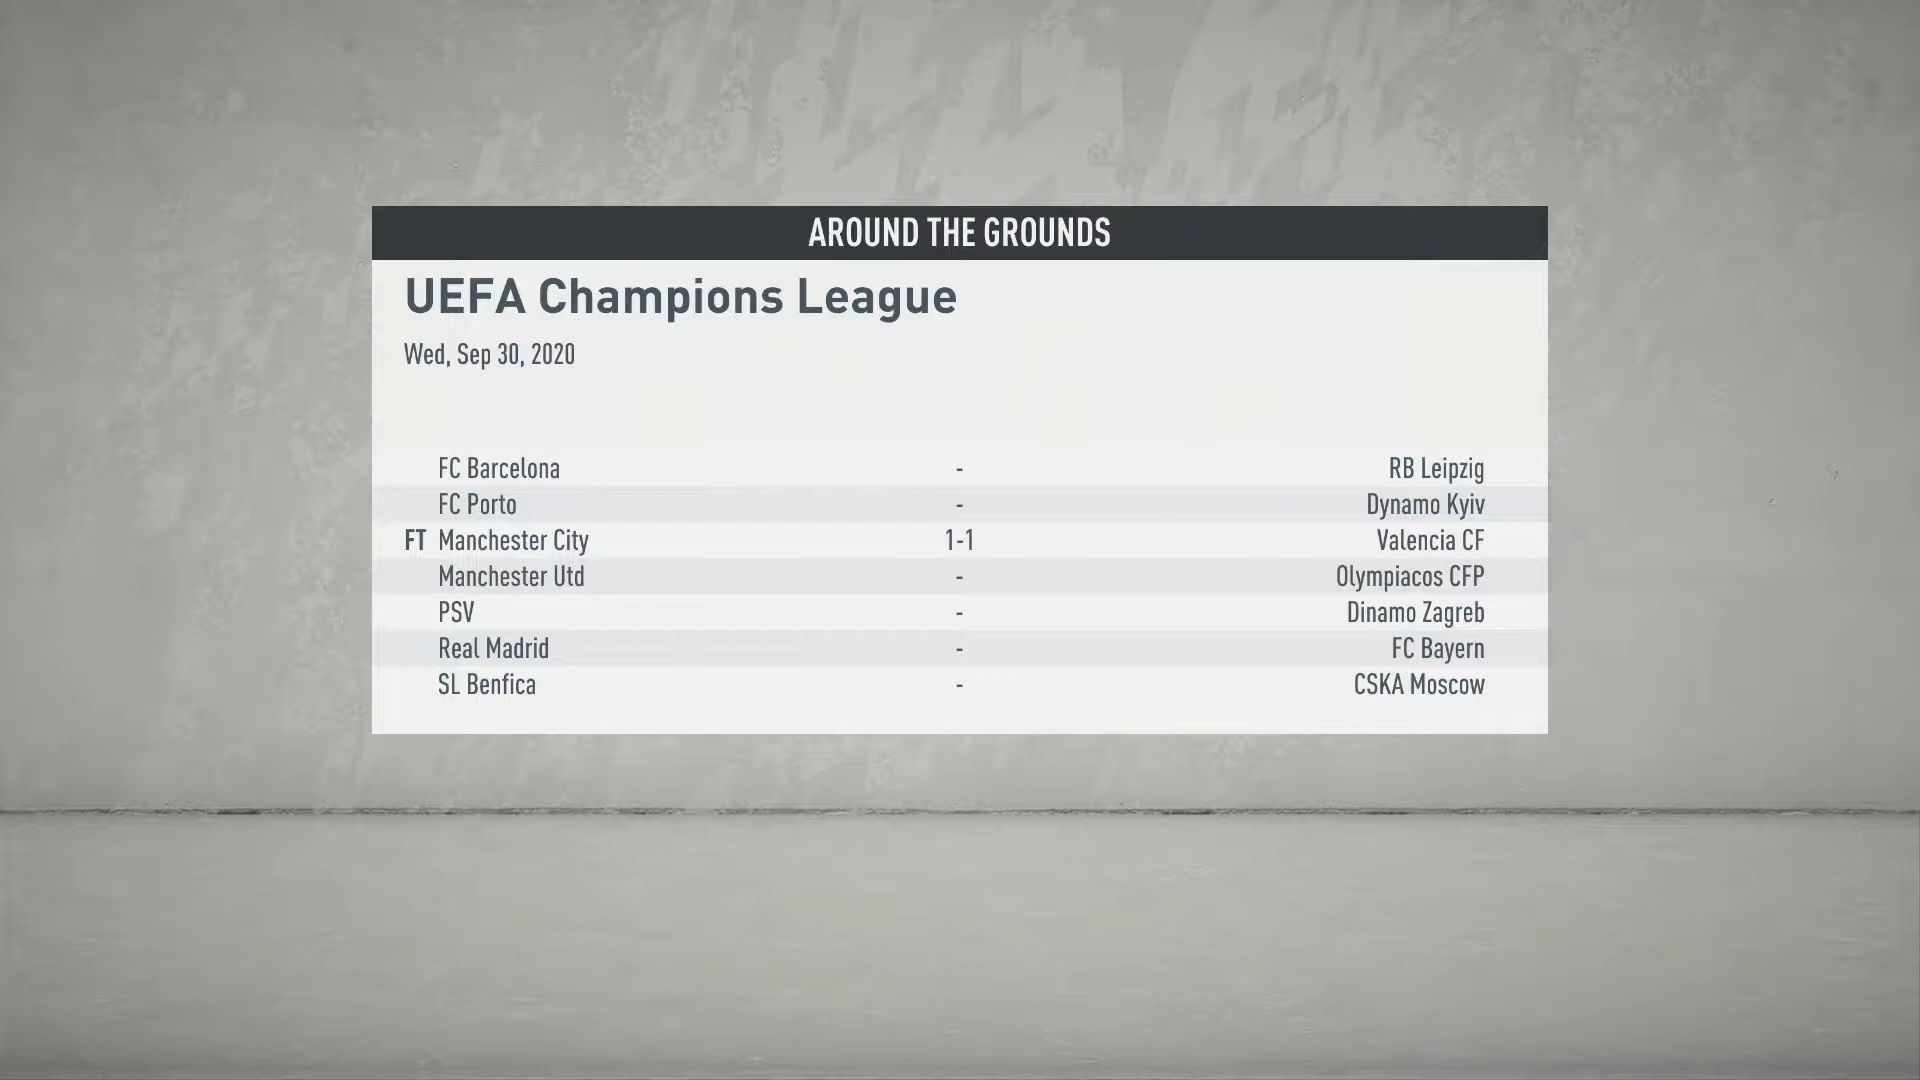 AROUND THE GROUNDS
UEFA Champions League
Wed, Sep 30, 2020
FC Barcelona - RB Leipzig
FC Porto - Dynamo Kyiv
FT Manchester City 1-1 Valencia CF
Manchester Utd - Olympiacos CFP
PSV - Dinamo Zagreb
Real Madrid - FC Bayern
SL Benfica - CSKA Moscow